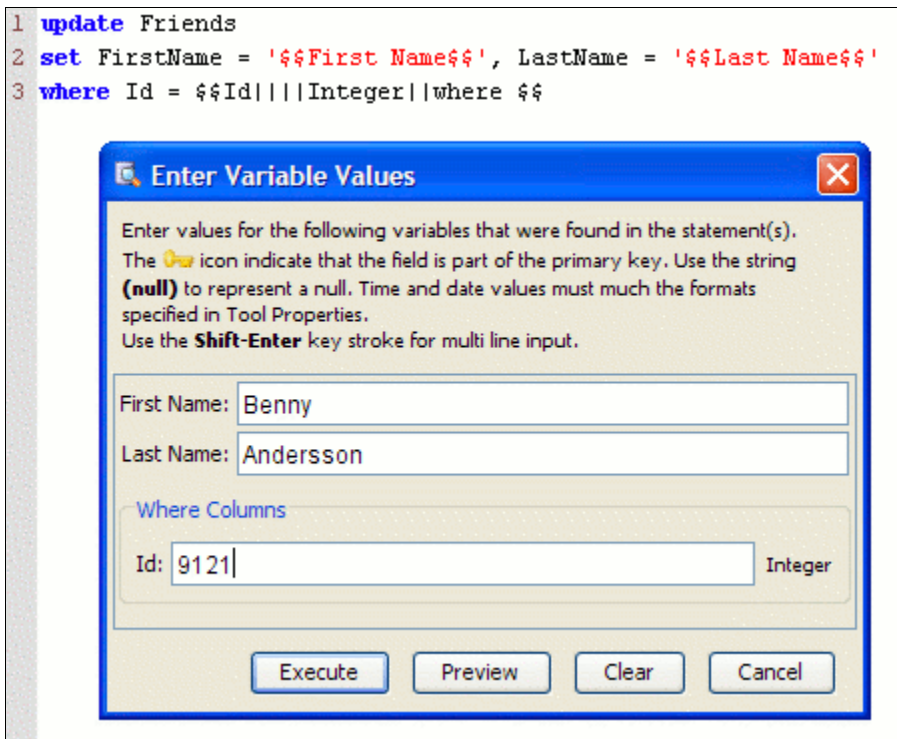 1 update Friends
2 set FirstName = '$$First Name$$', LastName = '$$Last Name$$'
3 where Id = $$Id||||Integer||where $$
Enter Variable Values
Enter values for the following variables that were found in the statement(s).
The icon indicate that the field is part of the primary key. Use the string
(null) to represent a null. Time and date values must much the formats
specified in Tool Properties.
Use the Shift-Enter key stroke for multi line input.
First Name: Benny
Last Name: Andersson
Where Columns
Id: 9121 Integer
Execute Preview Clear Cancel